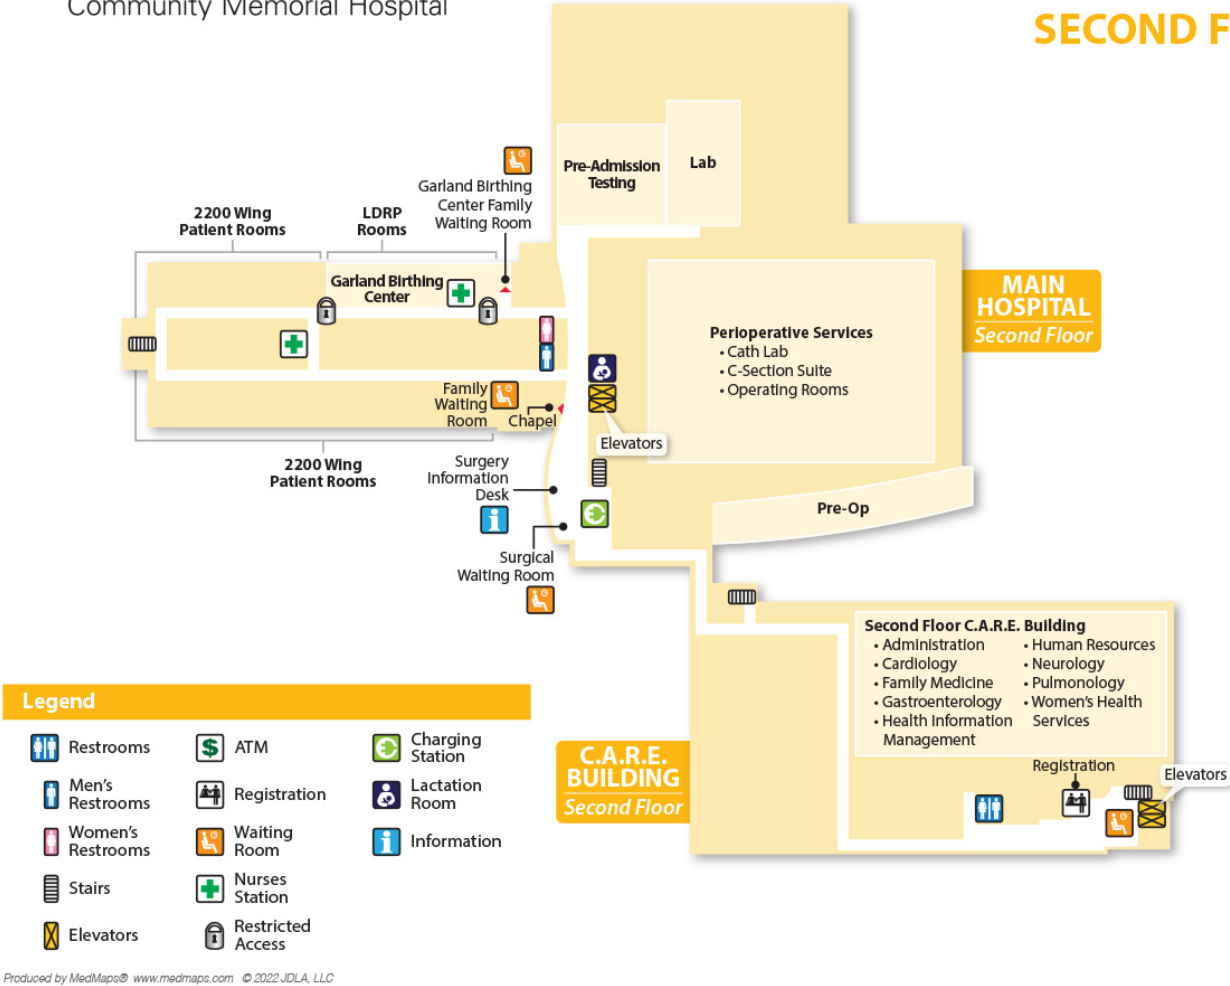 Community Memorial Hospital
SECOND F
Pre-Admission
Testing
Lab
Garland Birthing
Center Family
Waiting Room
2200 Wing
Patient Rooms
LDRP
Rooms
Garland Birthing
Center
MAIN
HOSPITAL
Second Floor
Perioperative Services
• Cath Lab
• C-Section Suite
• Operating Rooms
Family
Waiting
Room
Chapel
Elevators
2200 Wing
Patient Rooms
Surgery
Information
Desk
Pre-Op
Surgical
Waiting Room
Second Floor C.A.R.E. Building
• Administration
• Cardiology
• Family Medicine
• Gastroenterology
• Health Information
Management
• Human Resources
• Neurology
• Pulmonology
• Women's Health
Services
C.A.R.E.
BUILDING
Second Floor
Registration
Elevators
Legend
Restrooms
Men's
Restrooms
Women's
Restrooms
Stairs
Elevators
$
ATM
Registration
Waiting
Room
Nurses
Station
Restricted
Access
Charging
Station
Lactation
Room
Information
Produced by MedMaps® www.medmaps.com © 2022 JDLA, LLC